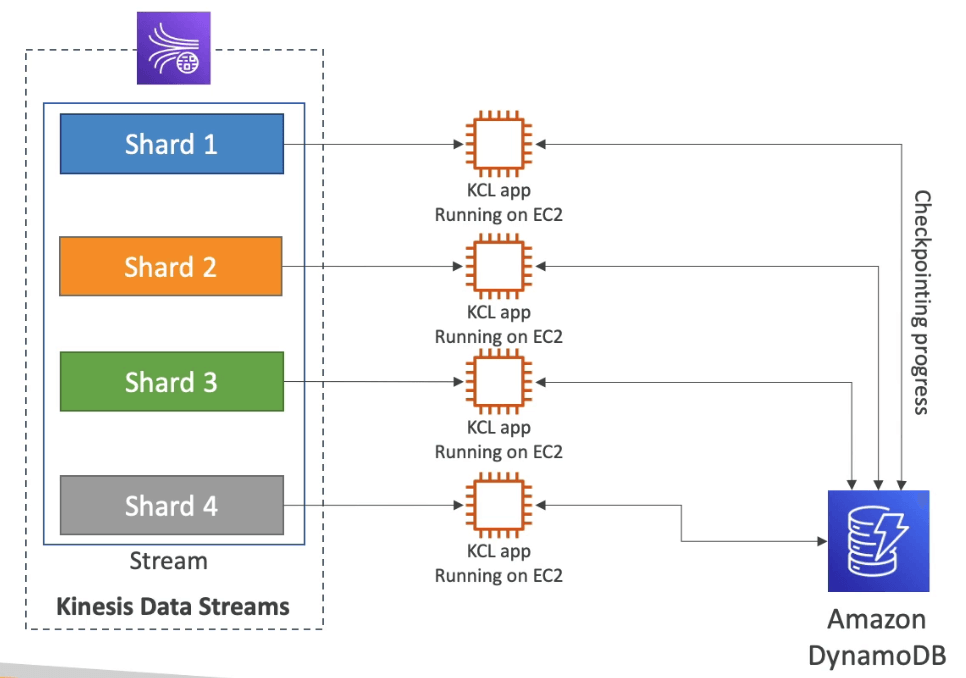 Shard 1
KCL app
Running on EC2
Shard 2
KCL app
Running on EC2
Shard 3
KCL app
Running on EC2
Shard 4
KCL app
Running on EC2
Stream
Kinesis Data Streams
Checkpointing progress
Amazon
DynamoDB